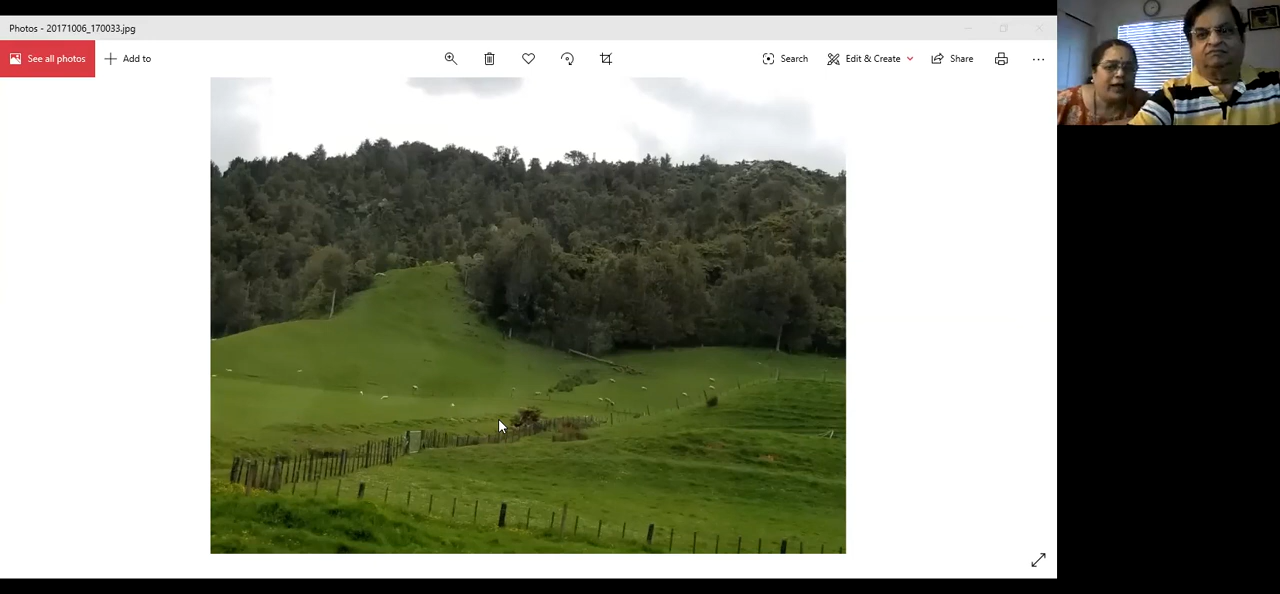 Photos - 20171006_170033.jpg
See all photos
Add to
Search
Edit & Create
Share